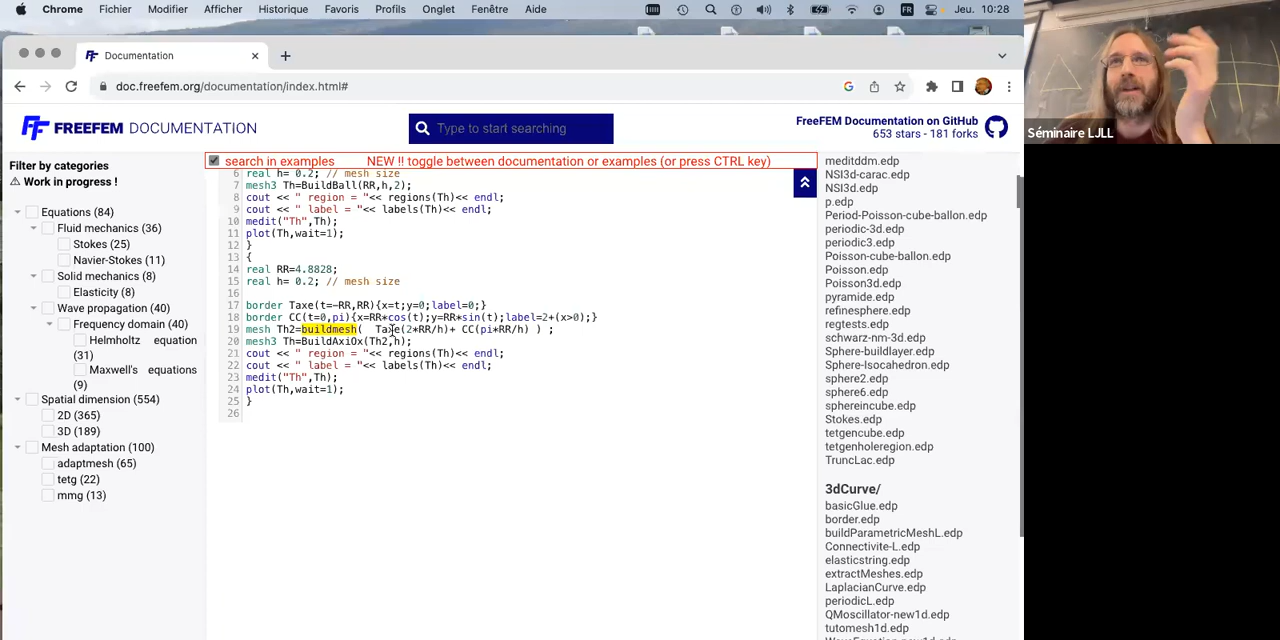 Chrome Fichier Modifier Afficher Historique Favoris Profils Onglet Fenêtre Aide FR Jeu. 10:28
Documentation
doc.freefem.org/documentation/index.html#
FREEFEM DOCUMENTATION
Type to start searching
FreeFEM Documentation on GitHub
653 stars - 181 forks
Filter by categories
⚠ Work in progress !
Equations (84)
Fluid mechanics (36)
Stokes (25)
Navier-Stokes (11)
Solid mechanics (8)
Elasticity (8)
Wave propagation (40)
Frequency domain (40)
Helmholtz equation
(31)
Maxwell's equations
(9)
Spatial dimension (554)
2D (365)
3D (189)
Mesh adaptation (100)
adaptmesh (65)
tetg (22)
mmg (13)
search in examples NEW !! toggle between documentation or examples (or press CTRL key)
6 real h= 0.2; // mesh size
7 mesh3 Th=BuildBall(RR,h,2);
8 cout << " region = "<< regions(Th)<< endl;
9 cout << " label = "<< labels(Th)<< endl;
10 medit("Th",Th);
11 plot(Th,wait=1);
12 }
13 {
14 real RR=4.8828;
15 real h= 0.2; // mesh size
16
17 border Taxe(t=-RR,RR){x=t;y=0;label=0;}
18 border CC(t=0,pi){x=RR*cos(t);y=RR*sin(t);label=2+(x>0);}
19 mesh Th2=buildmesh( Taxe(2*RR/h)+ CC(pi*RR/h) ) ;
20 mesh3 Th=BuildAxiOx(Th2,h);
21 cout << " region = "<< regions(Th)<< endl;
22 cout << " label = "<< labels(Th)<< endl;
23 medit("Th",Th);
24 plot(Th,wait=1);
25 }
26
meditddm.edp
NSI3d-carac.edp
NSI3d.edp
p.edp
Period-Poisson-cube-ballon.edp
periodic-3d.edp
periodic3.edp
Poisson-cube-ballon.edp
Poisson.edp
Poisson3d.edp
pyramide.edp
refinesphere.edp
regtests.edp
schwarz-nm-3d.edp
Sphere-buildlayer.edp
Sphere-Isocahedron.edp
sphere2.edp
sphere6.edp
sphereincube.edp
Stokes.edp
tetgencube.edp
tetgenholeregion.edp
TruncLac.edp
3dCurve/
basicGlue.edp
border.edp
buildParametricMeshL.edp
Connectivite-L.edp
elasticstring.edp
extractMeshes.edp
LaplacianCurve.edp
periodicL.edp
QMoscillator-new1d.edp
tutomesh1d.edp
Séminaire LJLL